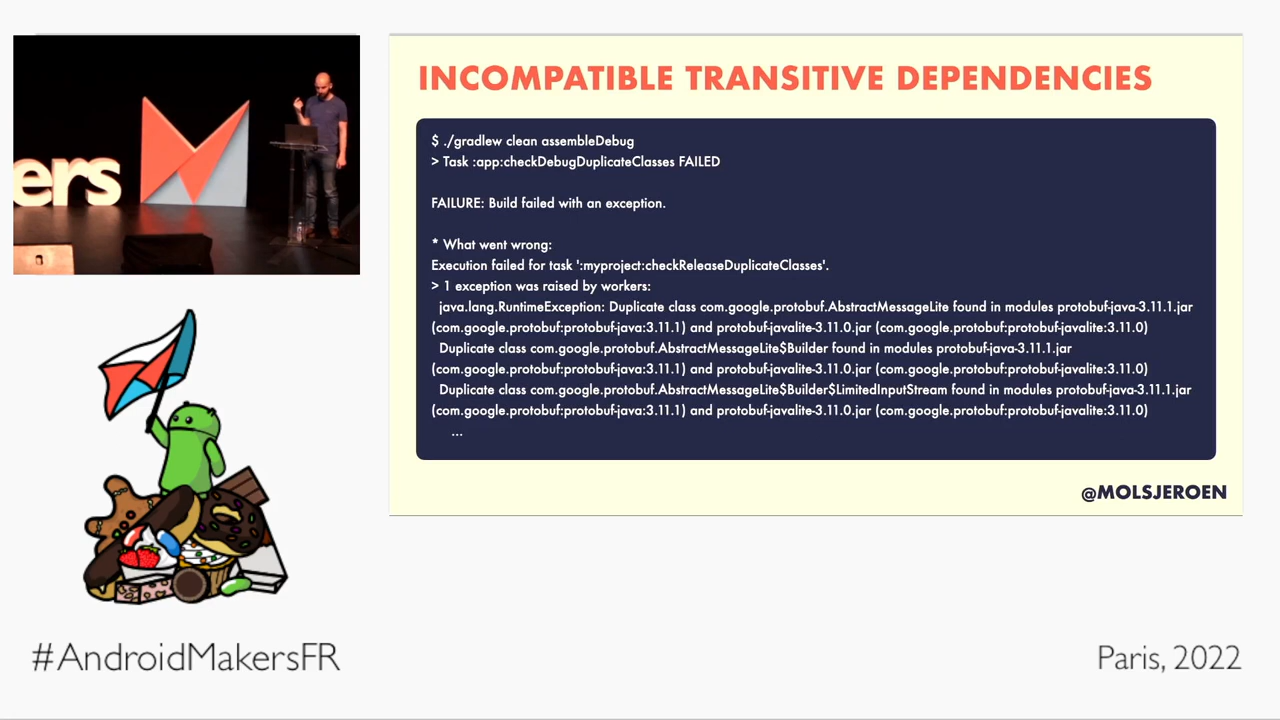 ers
INCOMPATIBLE TRANSITIVE DEPENDENCIES
$ ./gradlew clean assembleDebug
> Task :app:checkDebugDuplicateClasses FAILED
FAILURE: Build failed with an exception.
* What went wrong:
Execution failed for task ':myproject:checkReleaseDuplicateClasses'.
> 1 exception was raised by workers:
java.lang.RuntimeException: Duplicate class com.google.protobuf.AbstractMessageLite found in modules protobuf-java-3.11.1.jar
(com.google.protobuf:protobuf-java:3.11.1) and protobuf-javalite-3.11.0.jar (com.google.protobuf:protobuf-javalite:3.11.0)
Duplicate class com.google.protobuf.AbstractMessageLite$Builder found in modules protobuf-java-3.11.1.jar
(com.google.protobuf:protobuf-java:3.11.1) and protobuf-javalite-3.11.0.jar (com.google.protobuf:protobuf-javalite:3.11.0)
Duplicate class com.google.protobuf.AbstractMessageLite$Builder$LimitedInputStream found in modules protobuf-java-3.11.1.jar
(com.google.protobuf:protobuf-java:3.11.1) and protobuf-javalite-3.11.0.jar (com.google.protobuf:protobuf-javalite:3.11.0)
...
@MOLSJEROEN
#AndroidMakersFR
Paris, 2022